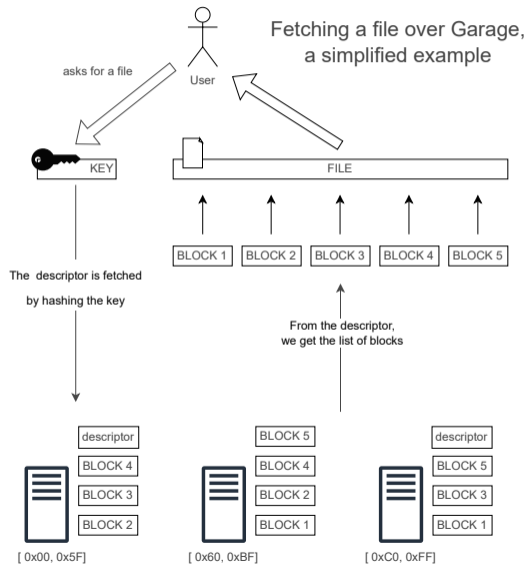 Fetching a file over Garage,
a simplified example
asks for a file
User
KEY
FILE
BLOCK 1
BLOCK 2
BLOCK 3
BLOCK 4
BLOCK 5
The descriptor is fetched
by hashing the key
From the descriptor,
we get the list of blocks
descriptor
BLOCK 4
BLOCK 3
BLOCK 2
[ 0x00, 0x5F]
BLOCK 5
BLOCK 4
BLOCK 2
BLOCK 1
[ 0x60, 0xBF]
descriptor
BLOCK 5
BLOCK 3
BLOCK 1
[ 0xC0, 0xFF]